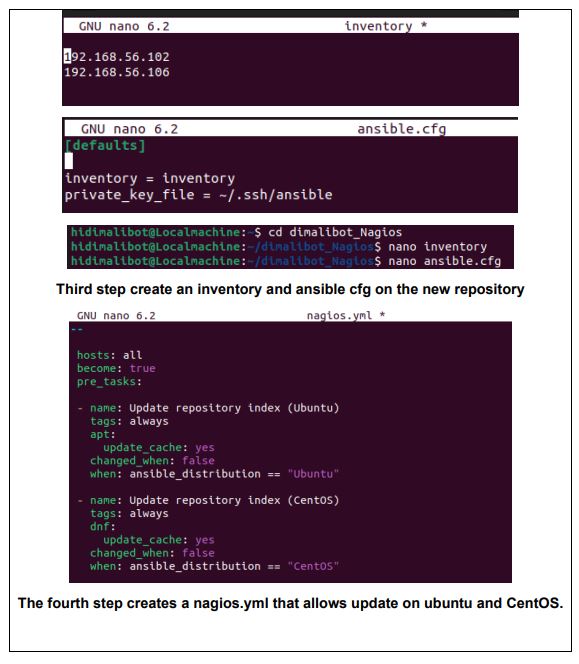 GNU nano 6.2 inventory *
192.168.56.102
192.168.56.106
GNU nano 6.2 ansible.cfg
[defaults]
inventory = inventory
private_key_file = ~/.ssh/ansible
hidimalibot@Localmachine:~$ cd dimalibot_Nagios
hidimalibot@Localmachine:~/dimalibot_Nagios$ nano inventory
hidimalibot@Localmachine:~/dimalibot_Nagios$ nano ansible.cfg
Third step create an inventory and ansible cfg on the new repository
GNU nano 6.2 nagios.yml *
--
hosts: all
become: true
pre_tasks:
- name: Update repository index (Ubuntu)
tags: always
apt:
update_cache: yes
changed_when: false
when: ansible_distribution == "Ubuntu"
- name: Update repository index (CentOS)
tags: always
dnf:
update_cache: yes
changed_when: false
when: ansible_distribution == "CentOS"
The fourth step creates a nagios.yml that allows update on ubuntu and CentOS.